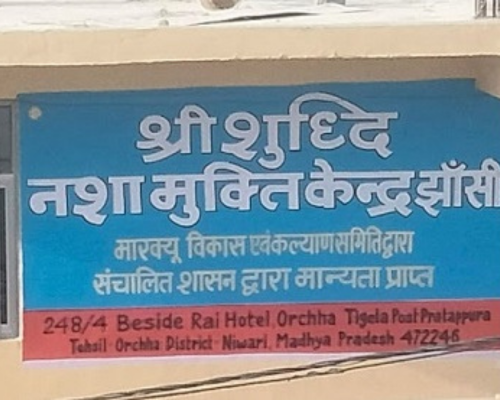 श्री शुध्दि
नशा मुक्ति केन्द्र झाँसी
मारक्यू विकास एवं कल्याण समिति द्वारा
संचालित शासन द्वारा मान्यता प्राप्त
248/4 Beside Rai Hotel, Orchha Tigela Post Pratappura
Tehsil-Orchha District-Niwari, Madhya Pradesh 472246